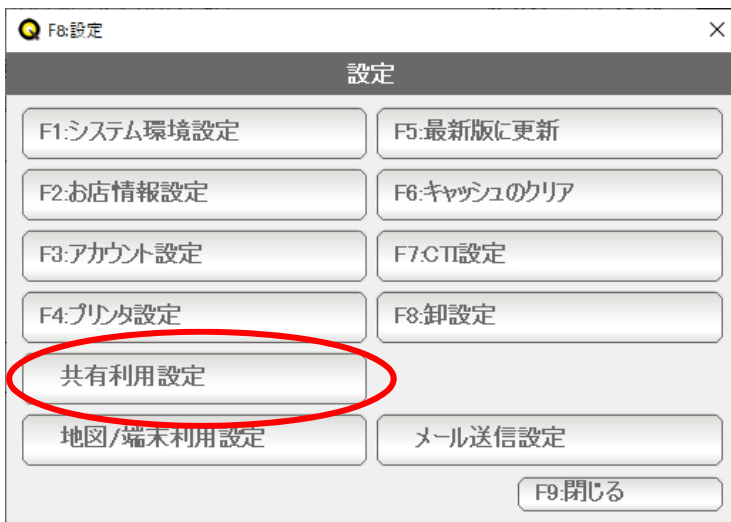 F8:設定
設定
F1:システム環境設定
F5:最新版に更新
F2:お店情報設定
F6:キャッシュのクリア
F3:アカウント設定
F7:CTI設定
F4:プリンタ設定
F8:卸設定
共有利用設定
地図/端末利用設定
メール送信設定
F9:閉じる